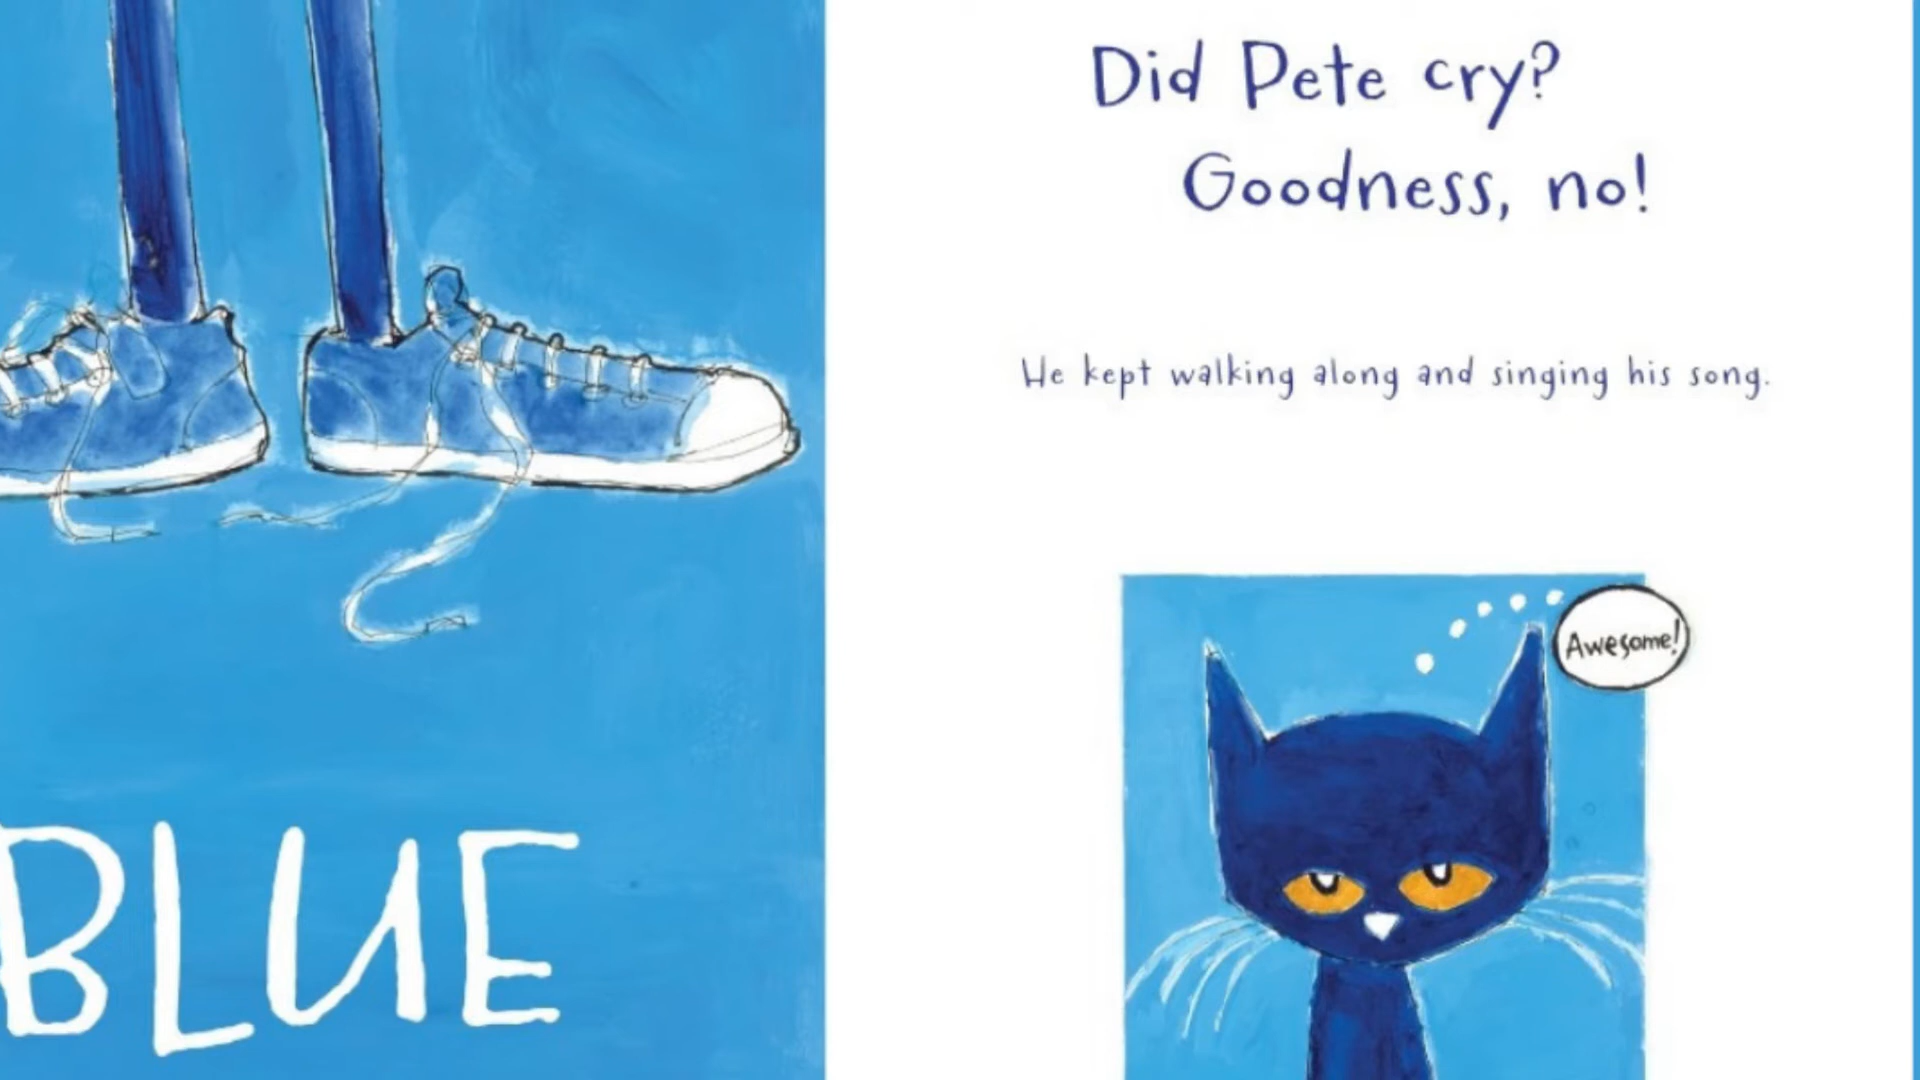 BLUE
Did Pete cry?
Goodness, no!
He kept walking along and singing his song.
Awesome!